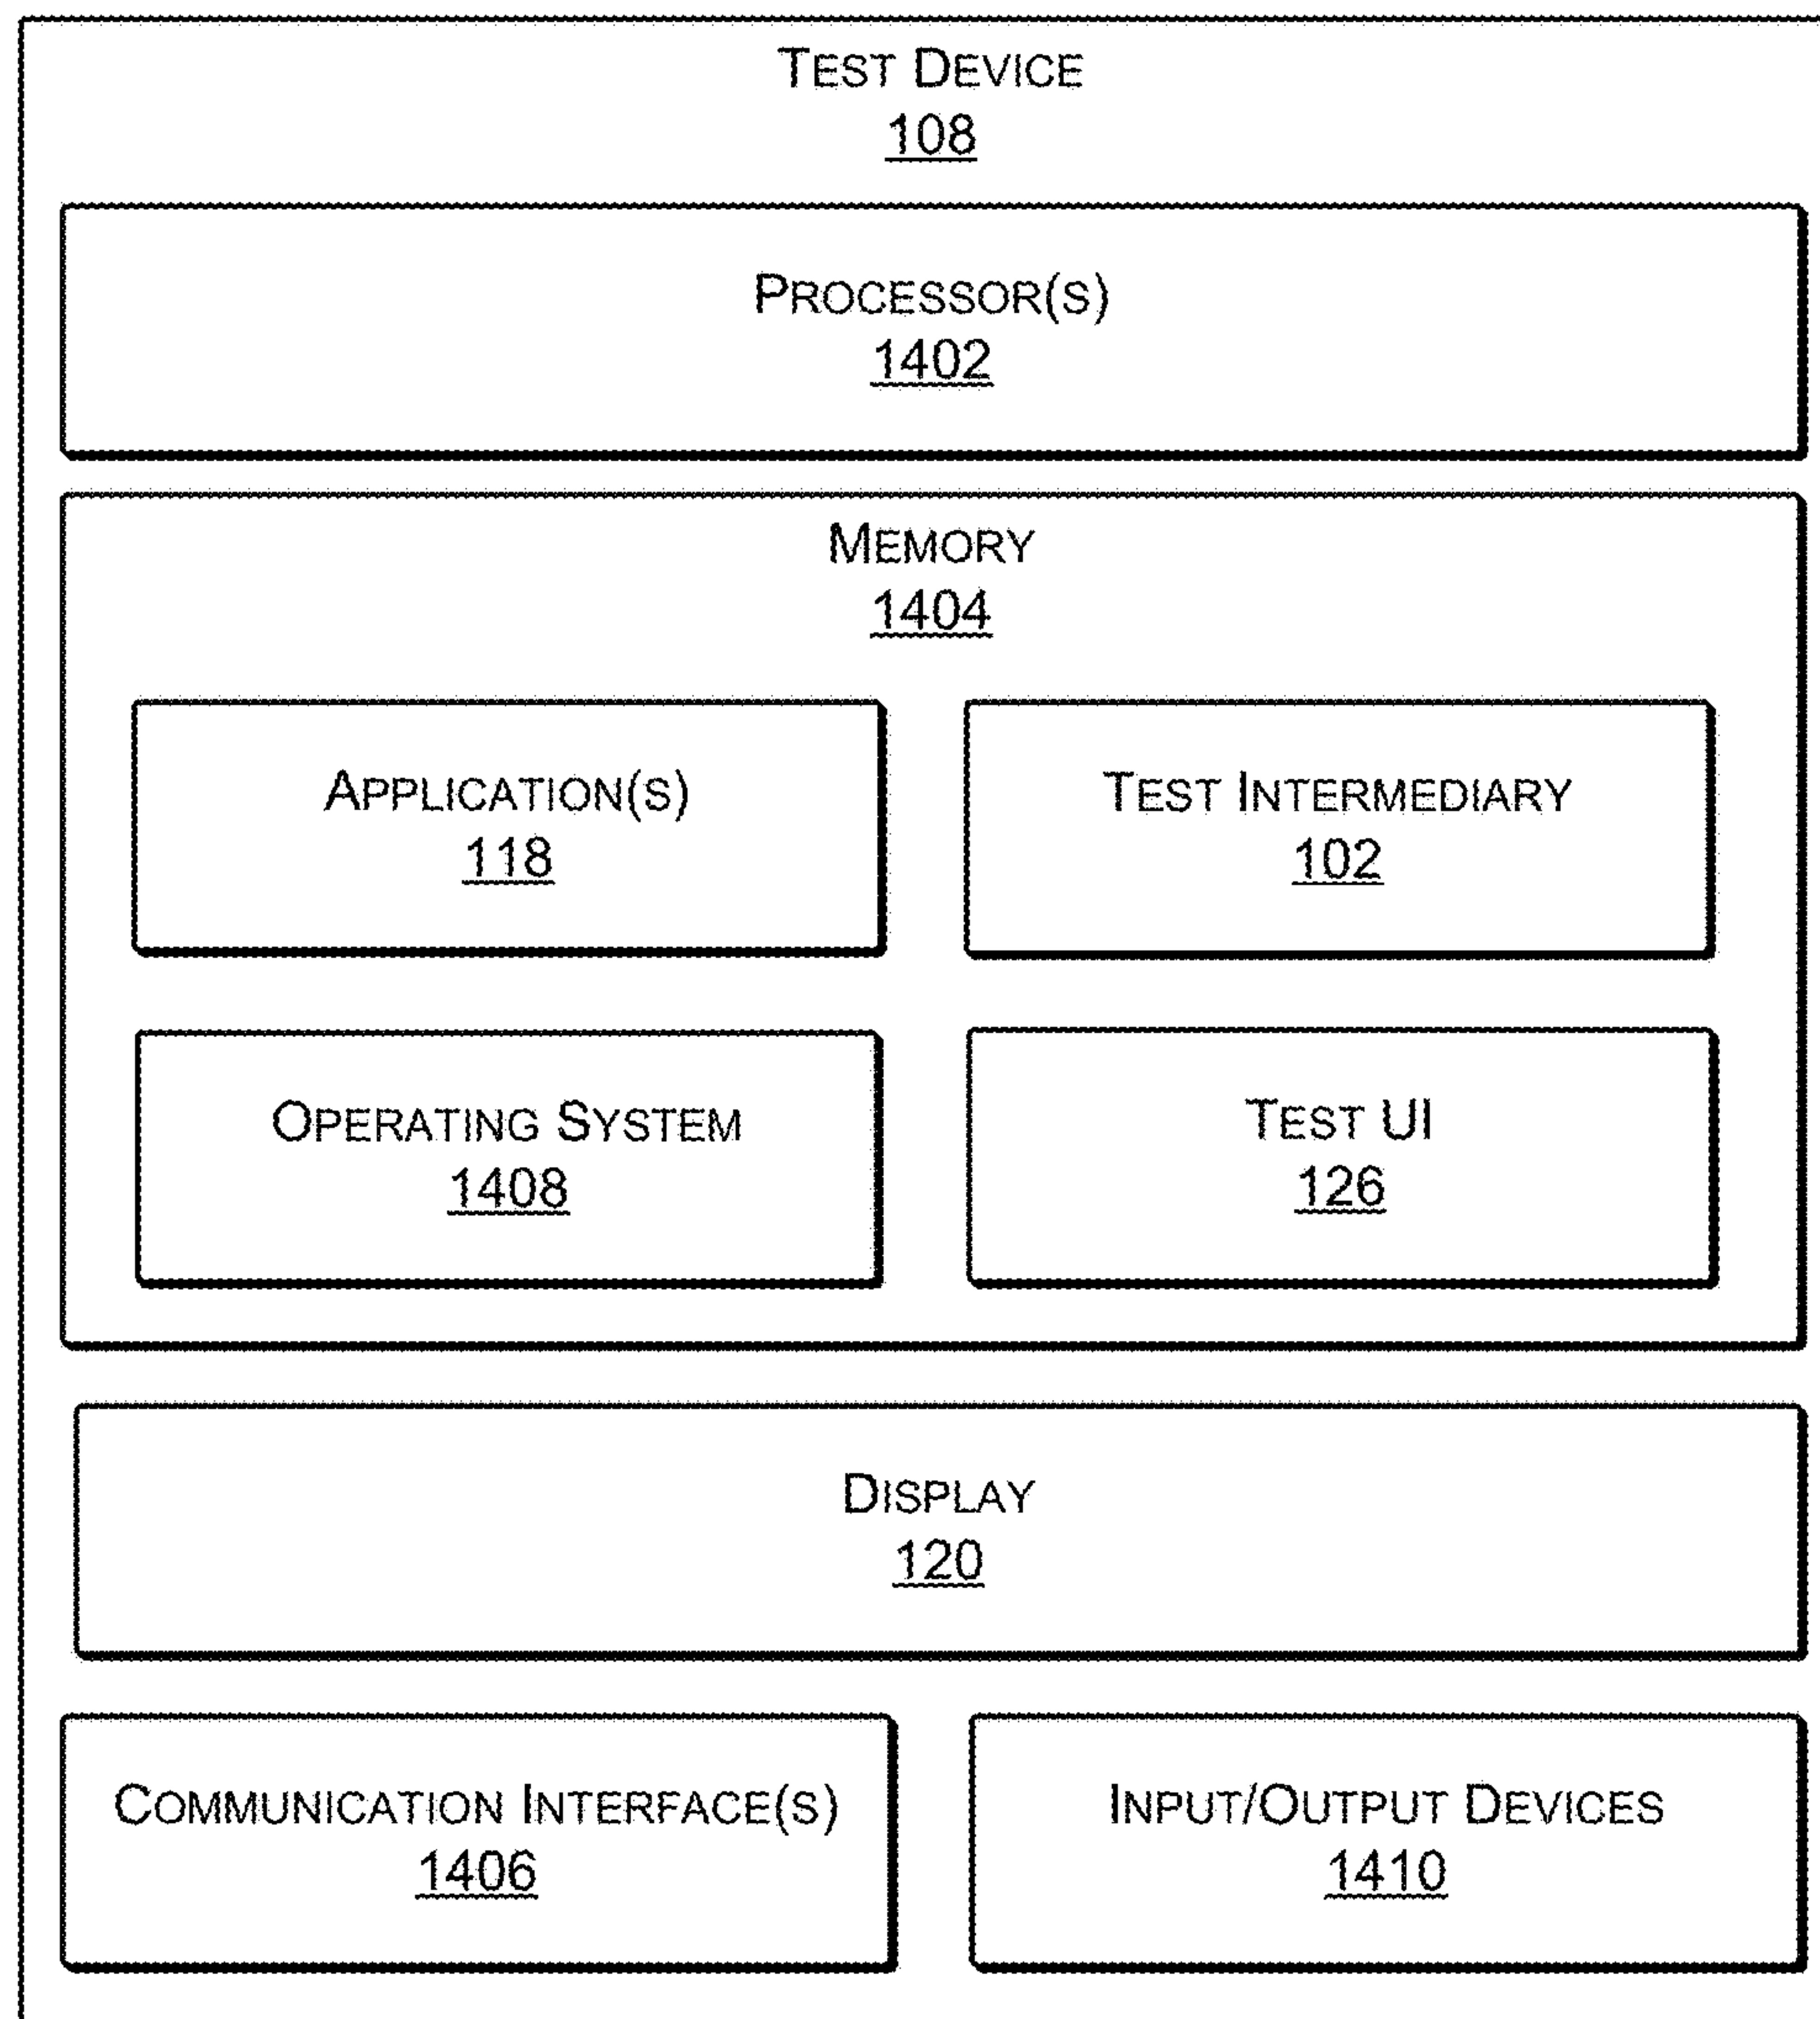 TEST DEVICE
108
PROCESSOR(S)
1402
MEMORY
1404
APPLICATION(S)
118
TEST INTERMEDIARY
102
OPERATING SYSTEM
1408
TEST UI
126
DISPLAY
120
COMMUNICATION INTERFACE(S)
1406
INPUT/OUTPUT DEVICES
1410